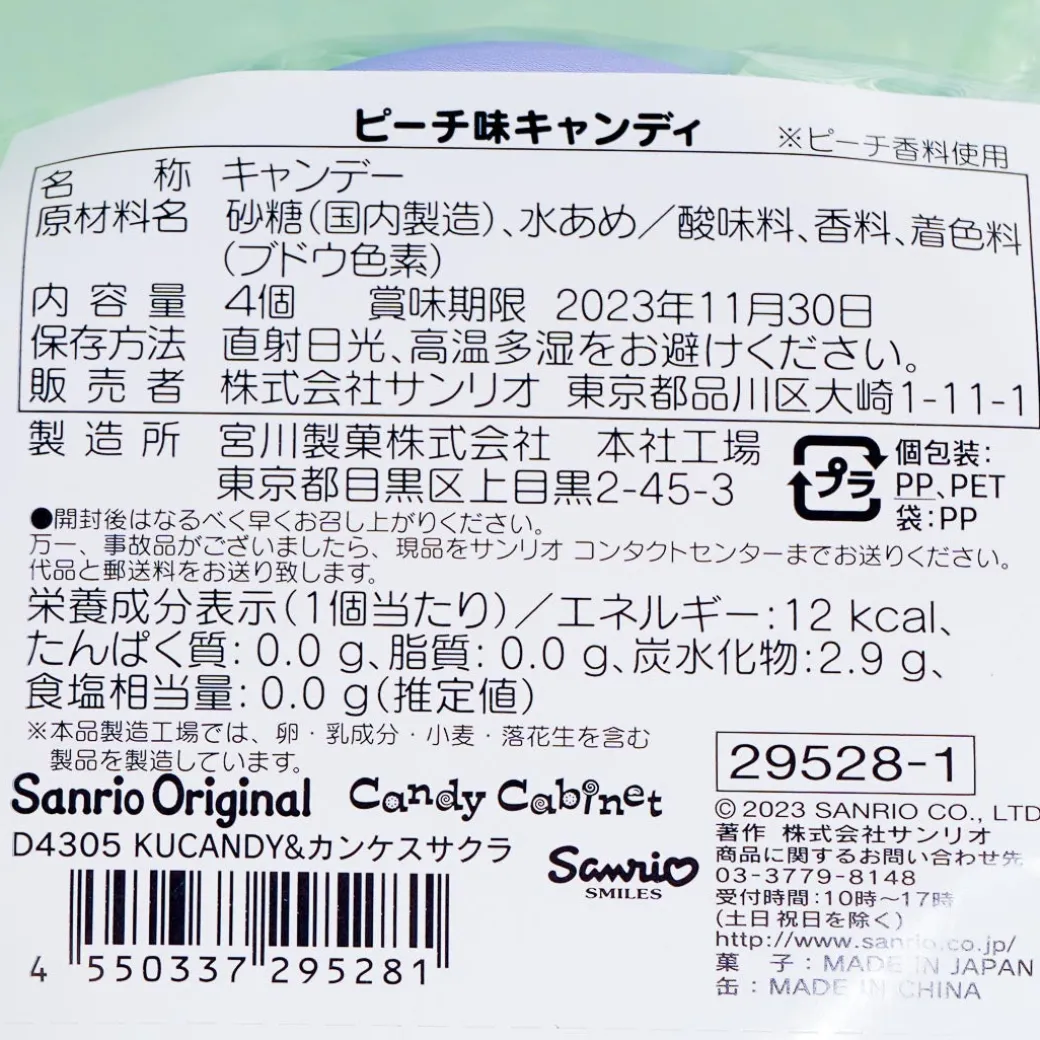 ピーチ味キャンディ ※ピーチ香料使用
名称 キャンデー
原材料名 砂糖(国内製造)、水あめ／酸味料、香料、着色料
(ブドウ色素)
内容量 4個 賞味期限 2023年11月30日
保存方法 直射日光、高温多湿をお避けください。
販売者 株式会社サンリオ 東京都品川区大崎1-11-1
製造所 宮川製菓株式会社 本社工場
東京都目黒区上目黒2-45-3
プラ
個包装:
PP、PET
袋:PP
●開封後はなるべく早くお召し上がりください。
万一、事故品がございましたら、現品をサンリオ コンタクトセンターまでお送りください。
代品と郵送料をお送り致します。
栄養成分表示(1個当たり)／エネルギー:12 kcal、
たんぱく質: 0.0 g、脂質: 0.0 g、炭水化物:2.9 g、
食塩相当量: 0.0 g(推定値)
※本品製造工場では、卵・乳成分・小麦・落花生を含む
製品を製造しています。
Sanrio Original Candy Cabinet
D4305 KUCANDY&カンケスサクラ
4 550337 295281
Sanrio
SMILES
29528-1
© 2023 SANRIO CO., LTD
著作 株式会社サンリオ
商品に関するお問い合わせ先
03-3779-8148
受付時間:10時～17時
(土日祝日を除く)
http://www.sanrio.co.jp/
菓子:MADE IN JAPAN
缶:MADE IN CHINA